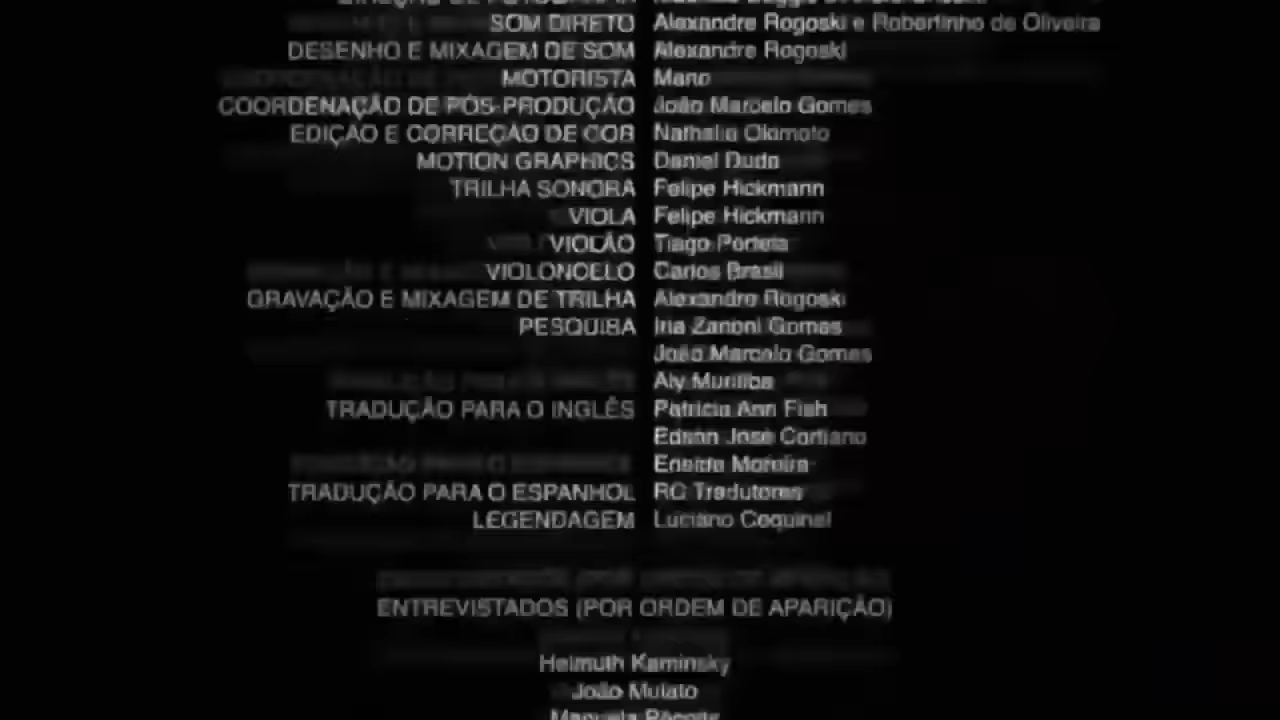 SOM DIRETO Alexandre Rogoski e Robertinho de Oliveira
DESENHO E MIXAGEM DE SOM Alexandre Rogoski
MOTORISTA Mano
COORDENAÇÃO DE PÓS-PRODUÇÃO João Marcelo Gomes
EDIÇÃO E CORREÇÃO DE COR Nathalia Okimoto
MOTION GRAPHICS Daniel Duda
TRILHA SONORA Felipe Hickmann
VIOLA Felipe Hickmann
VIOLÃO Tiago Portela
VIOLONCELO Carlos Brasil
GRAVAÇÃO E MIXAGEM DE TRILHA Alexandre Rogoski
PESQUISA Iria Zanoni Gomes
João Marcelo Gomes
Aly Muritiba
TRADUÇÃO PARA O INGLÊS Patricia Ann Fish
Edson José Cortiano
Eneida Moreira
TRADUÇÃO PARA O ESPANHOL RC Tradutores
LEGENDAGEM Luciano Coquinel
ENTREVISTADOS (POR ORDEM DE APARIÇÃO)
Helmuth Kaminsky
João Mulato
Manuela